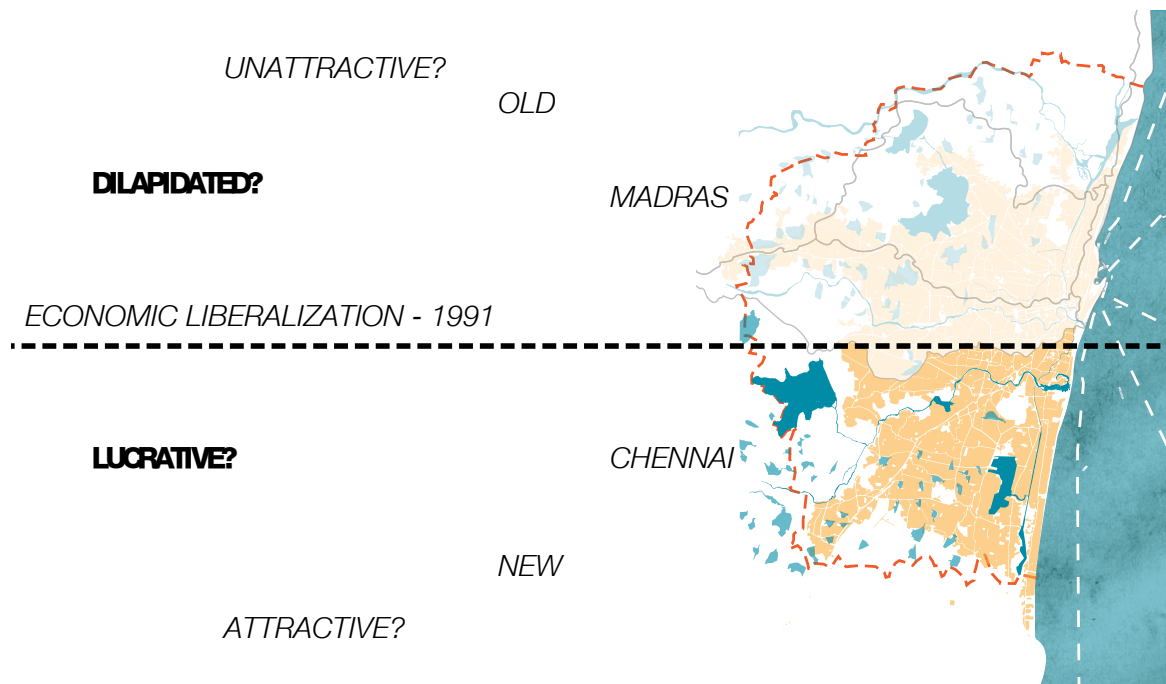 UNATTRACTIVE?
OLD
DILAPIDATED?
MADRAS
ECONOMIC LIBERALIZATION - 1991
LUCRATIVE?
CHENNAI
NEW
ATTRACTIVE?